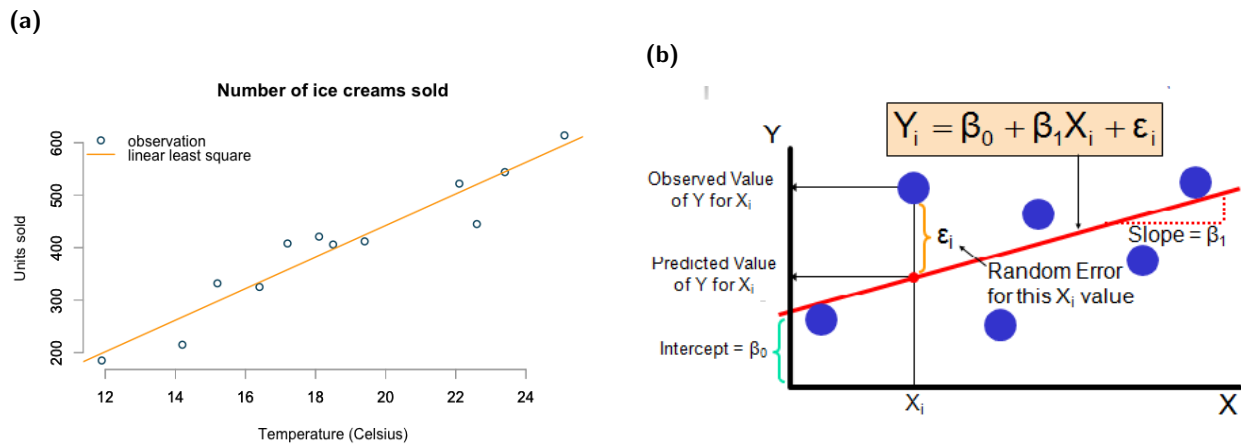 (a)
Number of ice creams sold
observation
linear least square
Units sold
600
500
400
300
200
12 14 16 18 20 22 24
Temperature (Celsius)
(b)
Yᵢ = β₀ + β₁Xᵢ + εᵢ
Y
Observed Value
of Y for Xᵢ
εᵢ
Slope = β₁
Predicted Value
of Y for Xᵢ
Random Error
for this Xᵢ value
Intercept = β₀
Xᵢ
X